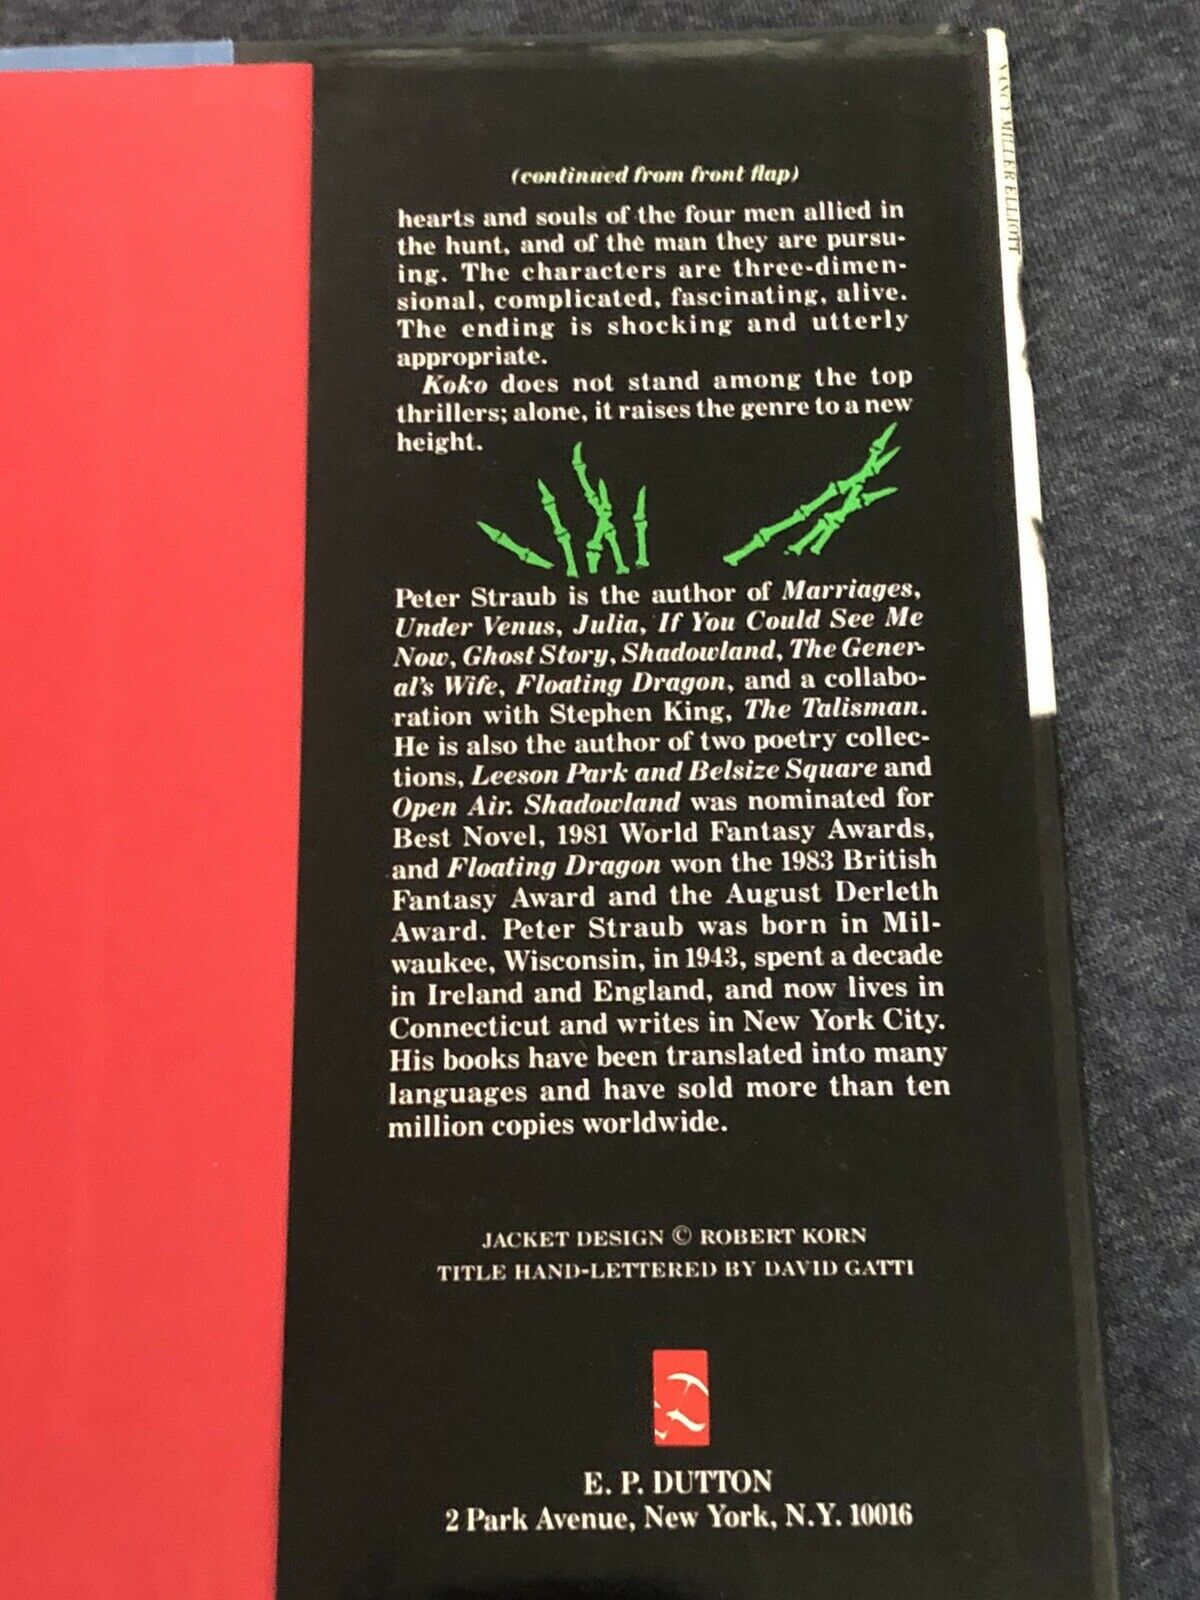 (continued from front flap)
hearts and souls of the four men allied in
the hunt, and of the man they are pursu-
ing. The characters are three-dimen-
sional, complicated, fascinating, alive.
The ending is shocking and utterly
appropriate.
Koko does not stand among the top
thrillers; alone, it raises the genre to a new
height.
Peter Straub is the author of Marriages,
Under Venus, Julia, If You Could See Me
Now, Ghost Story, Shadowland, The Gener-
al's Wife, Floating Dragon, and a collabo-
ration with Stephen King, The Talisman.
He is also the author of two poetry collec-
tions, Leeson Park and Belsize Square and
Open Air. Shadowland was nominated for
Best Novel, 1981 World Fantasy Awards,
and Floating Dragon won the 1983 British
Fantasy Award and the August Derleth
Award. Peter Straub was born in Mil-
waukee, Wisconsin, in 1943, spent a decade
in Ireland and England, and now lives in
Connecticut and writes in New York City.
His books have been translated into many
languages and have sold more than ten
million copies worldwide.
JACKET DESIGN © ROBERT KORN
TITLE HAND-LETTERED BY DAVID GATTI
E. P. DUTTON
2 Park Avenue, New York, N.Y. 10016
NANCY MILLER ELLIOTT